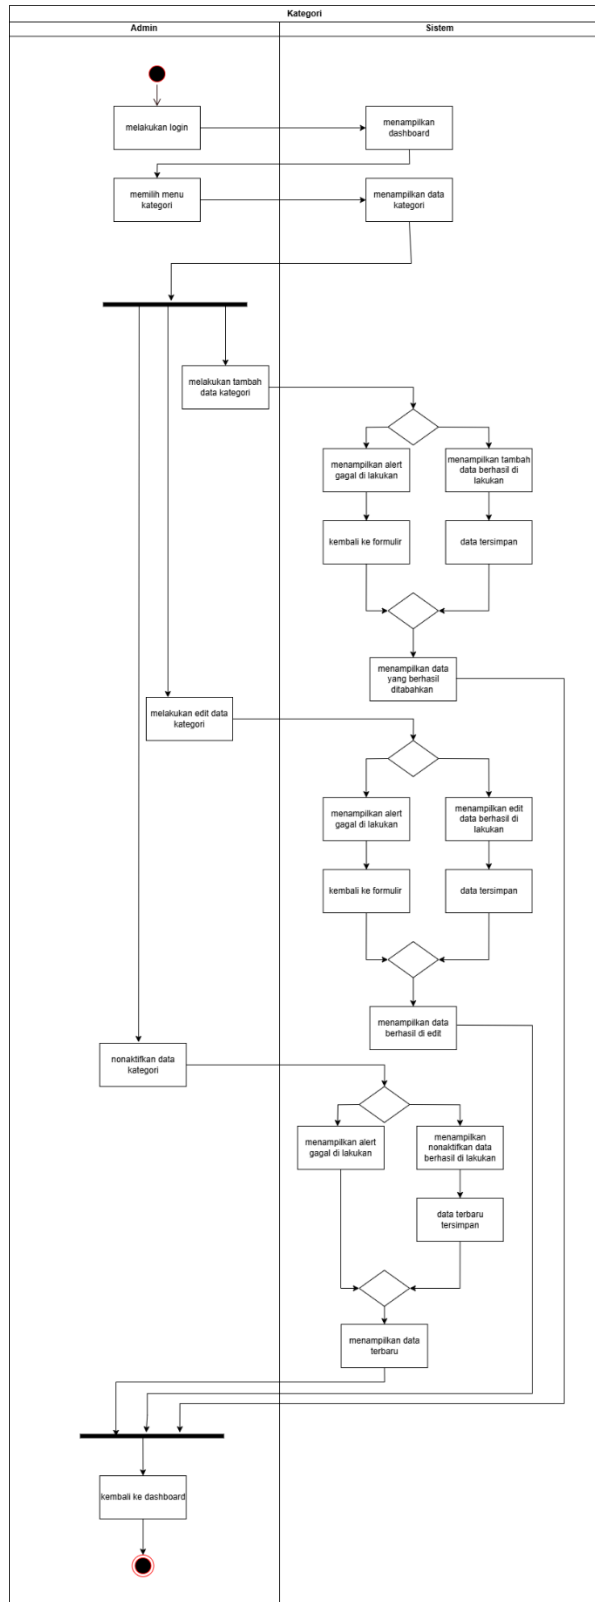 Kategori
Admin
Sistem
melakukan login
menampilkan
dashboard
memilih menu
kategori
menampilkan data
kategori
melakukan tambah
data kategori
menampilkan alert
gagal di lakukan
menampilkan tambah
data berhasil di
lakukan
kembali ke formulir
data tersimpan
menampilkan data
yang berhasil
ditabahkan
melakukan edit data
kategori
menampilkan alert
gagal di lakukan
menampilkan edit
data berhasil di
lakukan
kembali ke formulir
data tersimpan
menampilkan data
berhasil di edit
nonaktifkan data
kategori
menampilkan alert
gagal di lakukan
menampilkan
nonaktifkan data
berhasil di lakukan
data terbaru
tersimpan
menampilkan data
terbaru
kembali ke dashboard